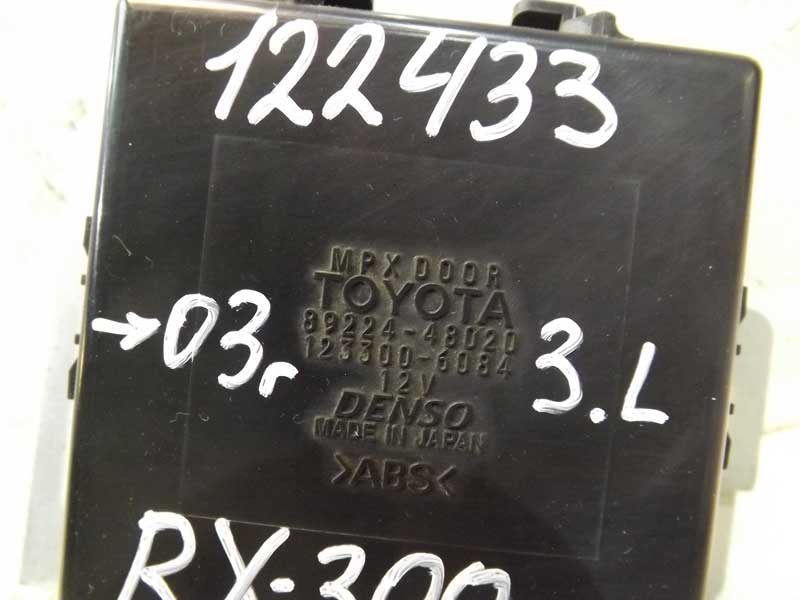 122433
MPX DOOR
TOYOTA
89224-48020
123300-6084
12V
DENSO
MADE IN JAPAN
>ABS<
→03г
3.L
RX-300